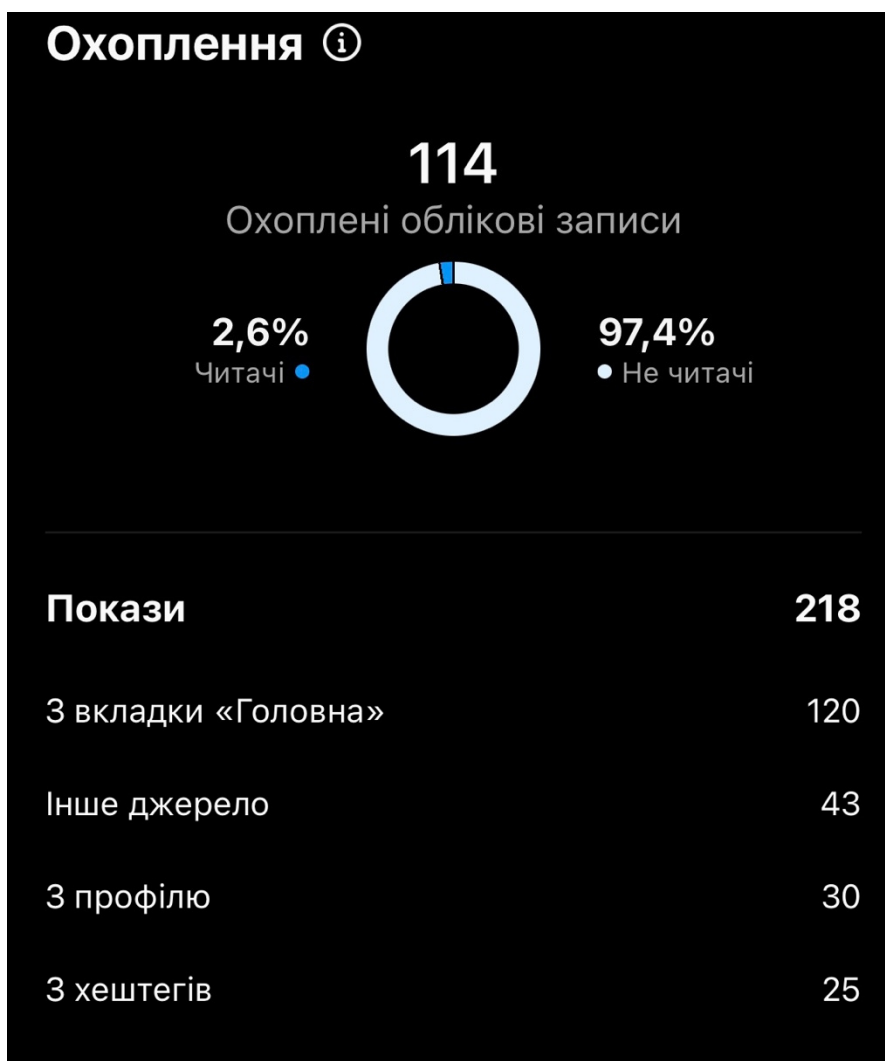 Охоплення
114
Охоплені облікові записи
2,6%
Читачі
97,4%
Не читачі
Покази 218
З вкладки «Головна» 120
Інше джерело 43
З профілю 30
З хештегів 25